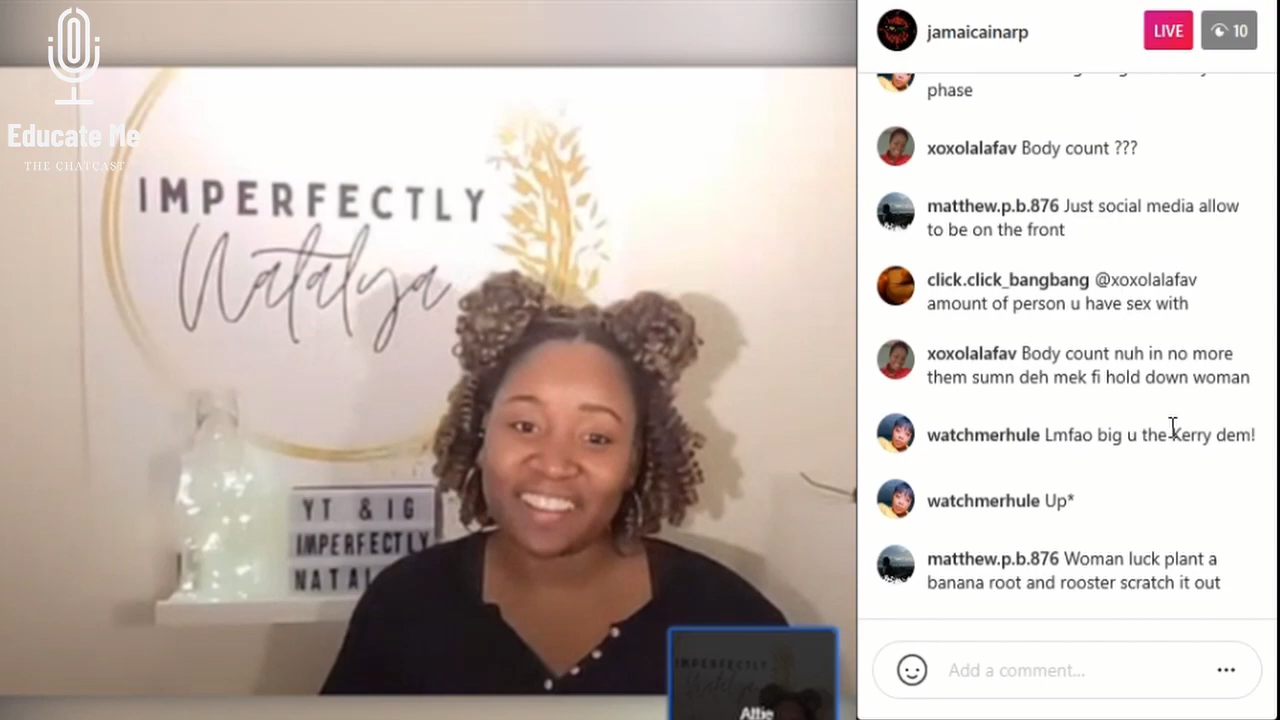 Educate Me
THE CHATCAST
IMPERFECTLY
Natalya
YT & IG
IMPERFECTLY
Attie
jamaicainarp
LIVE
10
phase
xoxolalafav Body count ???
matthew.p.b.876 Just social media allow
to be on the front
click.click_bangbang @xoxolalafav
amount of person u have sex with
xoxolalafav Body count nuh in no more
them sumn deh mek fi hold down woman
watchmerhule Lmfao big u the Kerry dem!
watchmerhule Up*
matthew.p.b.876 Woman luck plant a
banana root and rooster scratch it out
Add a comment...